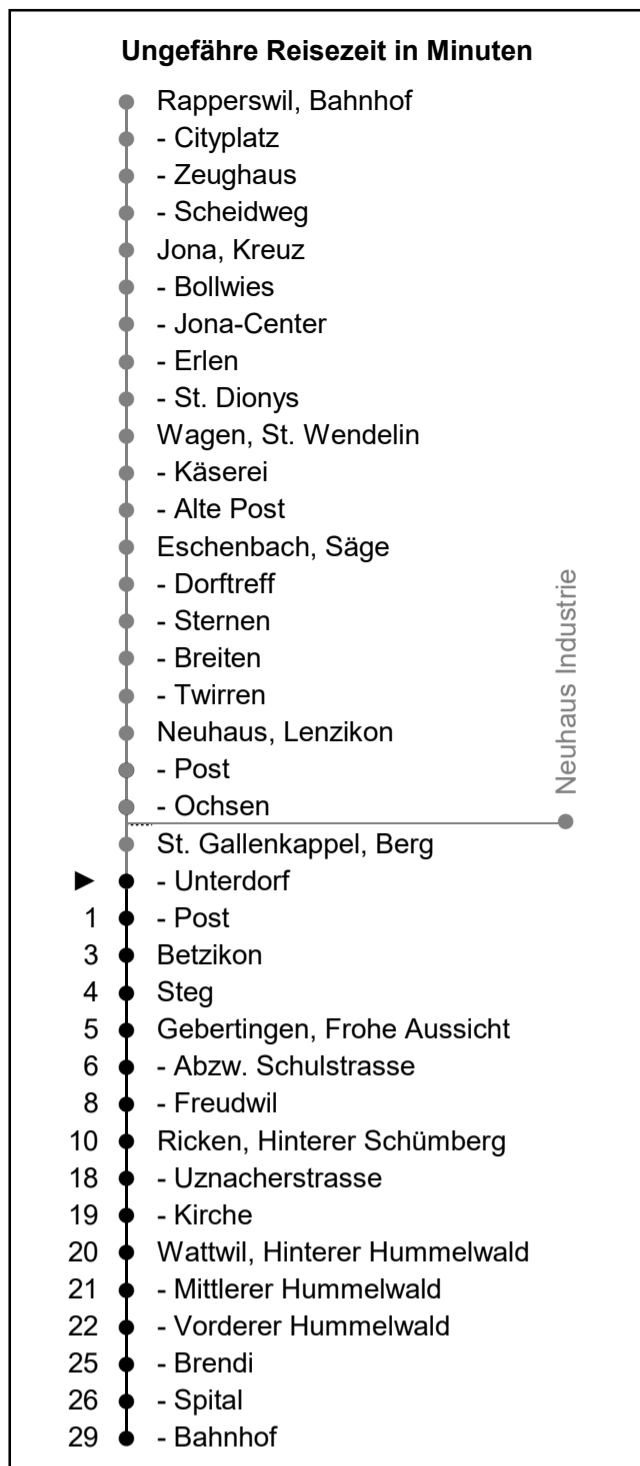 Ungefähre Reisezeit in Minuten
Rapperswil, Bahnhof
- Cityplatz
- Zeughaus
- Scheidweg
Jona, Kreuz
- Bollwies
- Jona-Center
- Erlen
- St. Dionys
Wagen, St. Wendelin
- Käserei
- Alte Post
Eschenbach, Säge
- Dorftreff
- Sternen
- Breiten
- Twirren
Neuhaus, Lenzikon
- Post
- Ochsen
Neuhaus Industrie
St. Gallenkappel, Berg
- Unterdorf
1 - Post
3 Betzikon
4 Steg
5 Gebertingen, Frohe Aussicht
6 - Abzw. Schulstrasse
8 - Freudwil
10 Ricken, Hinterer Schümberg
18 - Uznacherstrasse
19 - Kirche
20 Wattwil, Hinterer Hummelwald
21 - Mittlerer Hummelwald
22 - Vorderer Hummelwald
25 - Brendi
26 - Spital
29 - Bahnhof